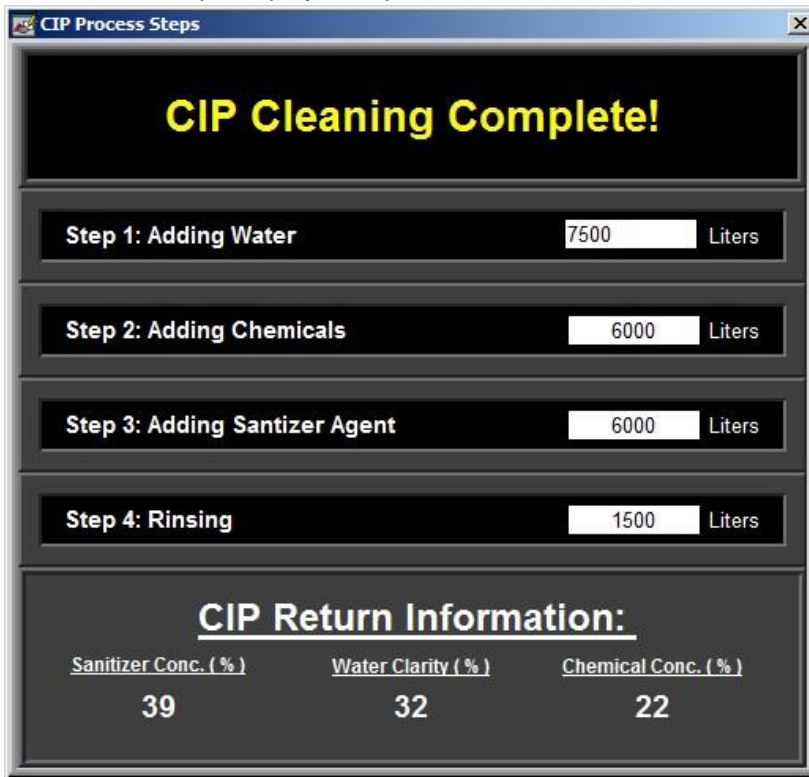 CIP Process Steps
CIP Cleaning Complete!
Step 1: Adding Water 7500 Liters
Step 2: Adding Chemicals 6000 Liters
Step 3: Adding Santizer Agent 6000 Liters
Step 4: Rinsing 1500 Liters
CIP Return Information:
Sanitizer Conc. ( % ) Water Clarity ( % ) Chemical Conc. ( % )
39 32 22